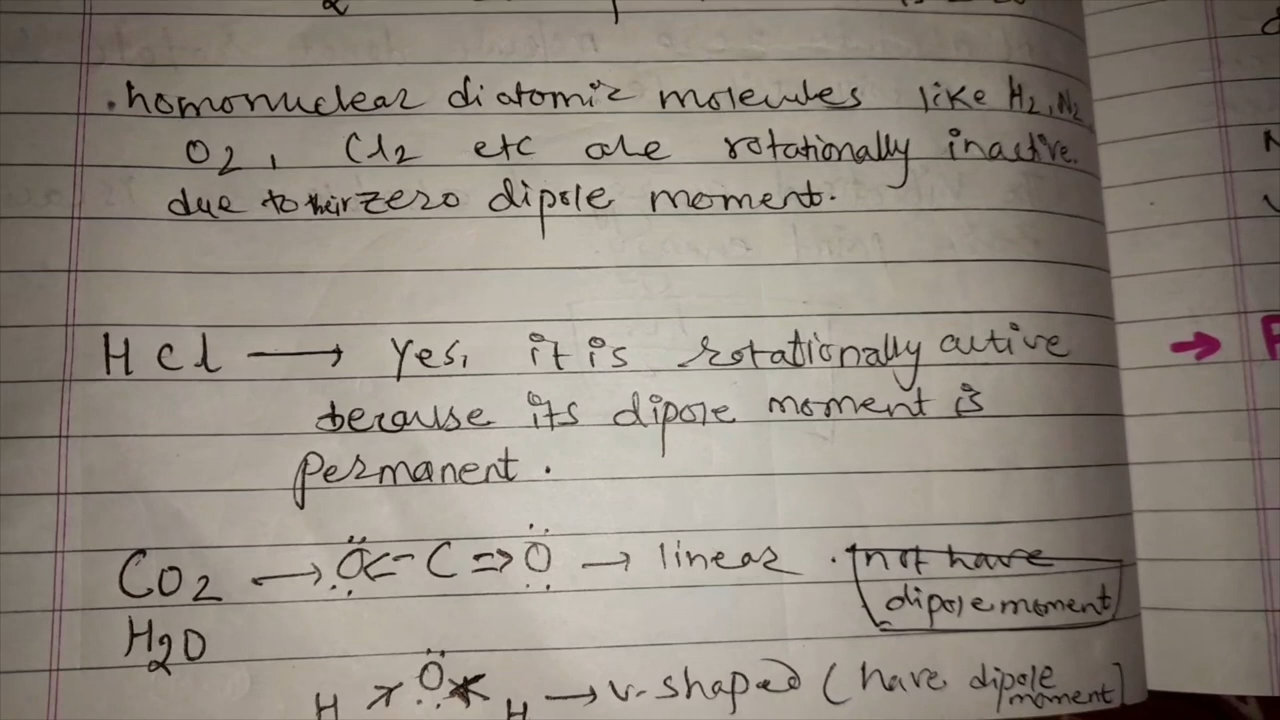 . homonuclear diatomic molecules like H2, N2
O2, Cl2 etc are rotationally inactive.
due to their zero dipole moment.
HCl → Yes, it is rotationally active
because its dipole moment is
permanent.
CO2 → Ö<= C => Ö → linear . not have
dipole moment
H2O
Ö
H H → v-shaped (have dipole
moment)